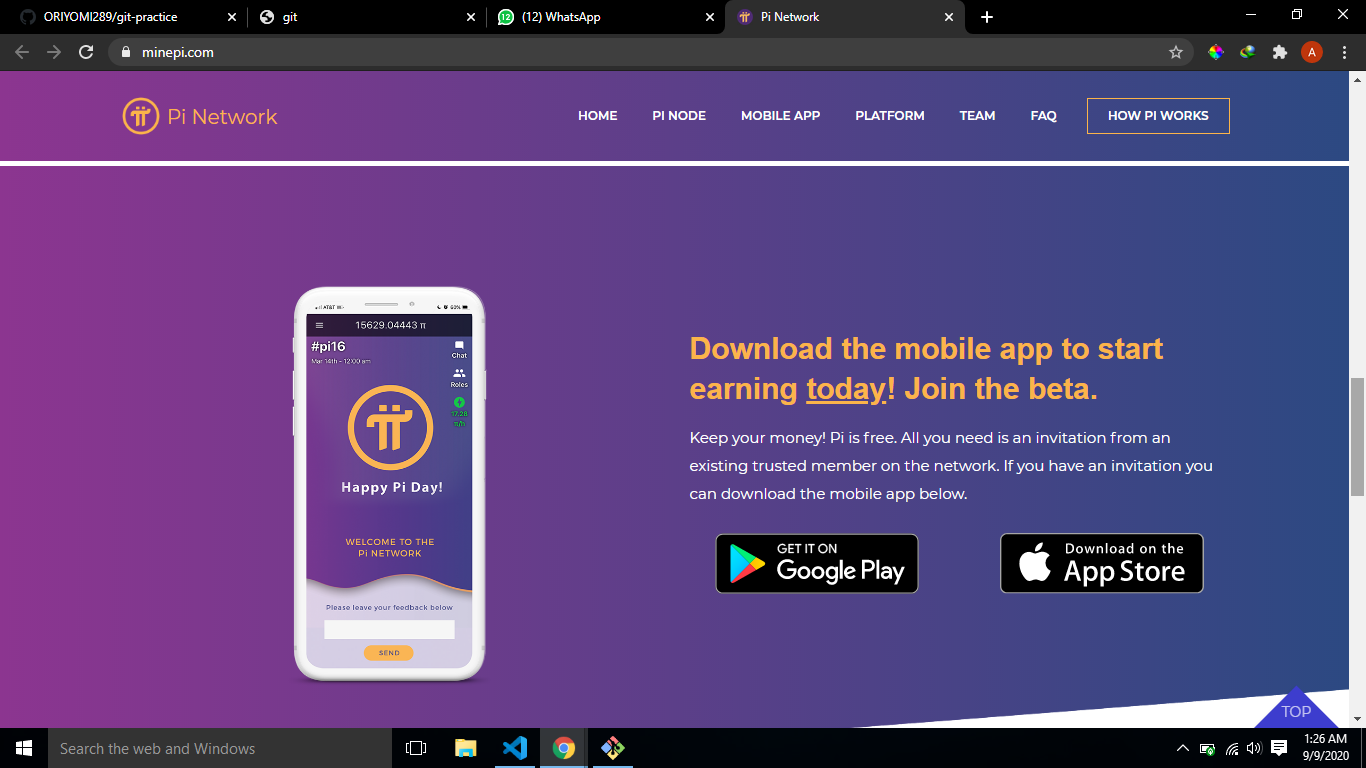 ORIYOMI289/git-practice
git
12
(12) WhatsApp
Pi Network
minepi.com
A
Pi Network
HOME
PI NODE
MOBILE APP
PLATFORM
TEAM
FAQ
HOW PI WORKS
AT&T
63%
15629.04443 π
#pi16
Mar 14th - 12:00 am
Chat
Roles
17.28
π/h
Happy Pi Day!
WELCOME TO THE
Pi NETWORK
Please leave your feedback below
SEND
Download the mobile app to start
earning today! Join the beta.
Keep your money! Pi is free. All you need is an invitation from an
existing trusted member on the network. If you have an invitation you
can download the mobile app below.
GET IT ON
Google Play
Download on the
App Store
TOP
Search the web and Windows
1:26 AM
9/9/2020